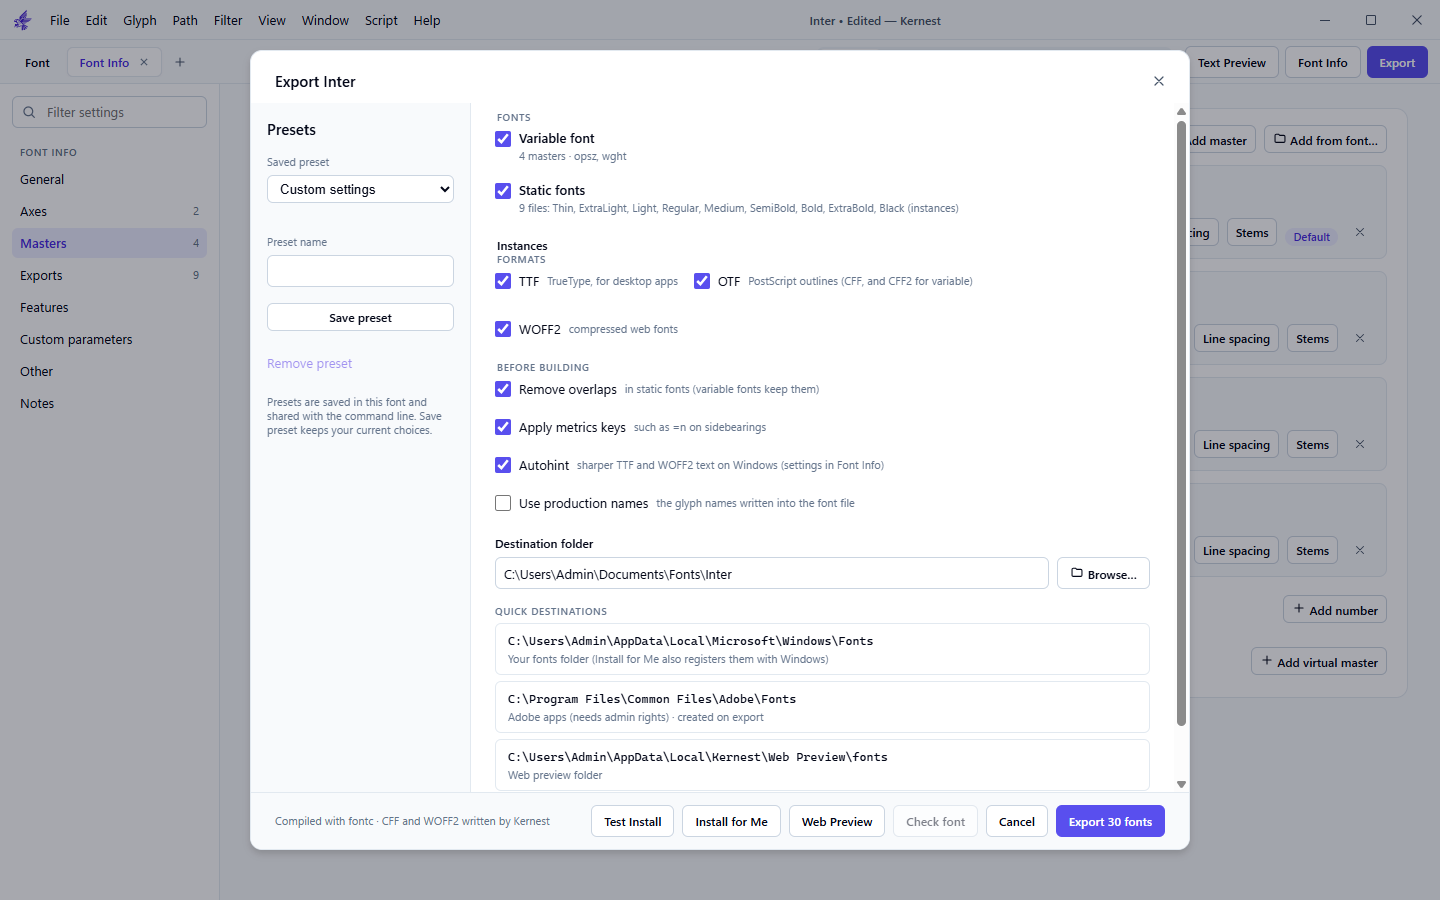 File Edit Glyph Path Filter View Window Script Help
Inter • Edited — Kernest
Font
Font Info
Text Preview
Font Info
Export
Filter settings
FONT INFO
General
Axes 2
Masters 4
Exports 9
Features
Custom parameters
Other
Notes
Export Inter
Presets
Saved preset
Custom settings
Preset name
Save preset
Remove preset
Presets are saved in this font and
shared with the command line. Save
preset keeps your current choices.
FONTS
Variable font
4 masters · opsz, wght
Static fonts
9 files: Thin, ExtraLight, Light, Regular, Medium, SemiBold, Bold, ExtraBold, Black (instances)
Instances
FORMATS
TTF TrueType, for desktop apps
OTF PostScript outlines (CFF, and CFF2 for variable)
WOFF2 compressed web fonts
BEFORE BUILDING
Remove overlaps in static fonts (variable fonts keep them)
Apply metrics keys such as =n on sidebearings
Autohint sharper TTF and WOFF2 text on Windows (settings in Font Info)
Use production names the glyph names written into the font file
Destination folder
C:\Users\Admin\Documents\Fonts\Inter
Browse...
QUICK DESTINATIONS
C:\Users\Admin\AppData\Local\Microsoft\Windows\Fonts
Your fonts folder (Install for Me also registers them with Windows)
C:\Program Files\Common Files\Adobe\Fonts
Adobe apps (needs admin rights) · created on export
C:\Users\Admin\AppData\Local\Kernest\Web Preview\fonts
Web preview folder
Compiled with fontc · CFF and WOFF2 written by Kernest
Test Install
Install for Me
Web Preview
Check font
Cancel
Export 30 fonts
master
Add from font...
Stems
Default
Line spacing
Stems
Line spacing
Stems
Line spacing
Stems
Add number
Add virtual master